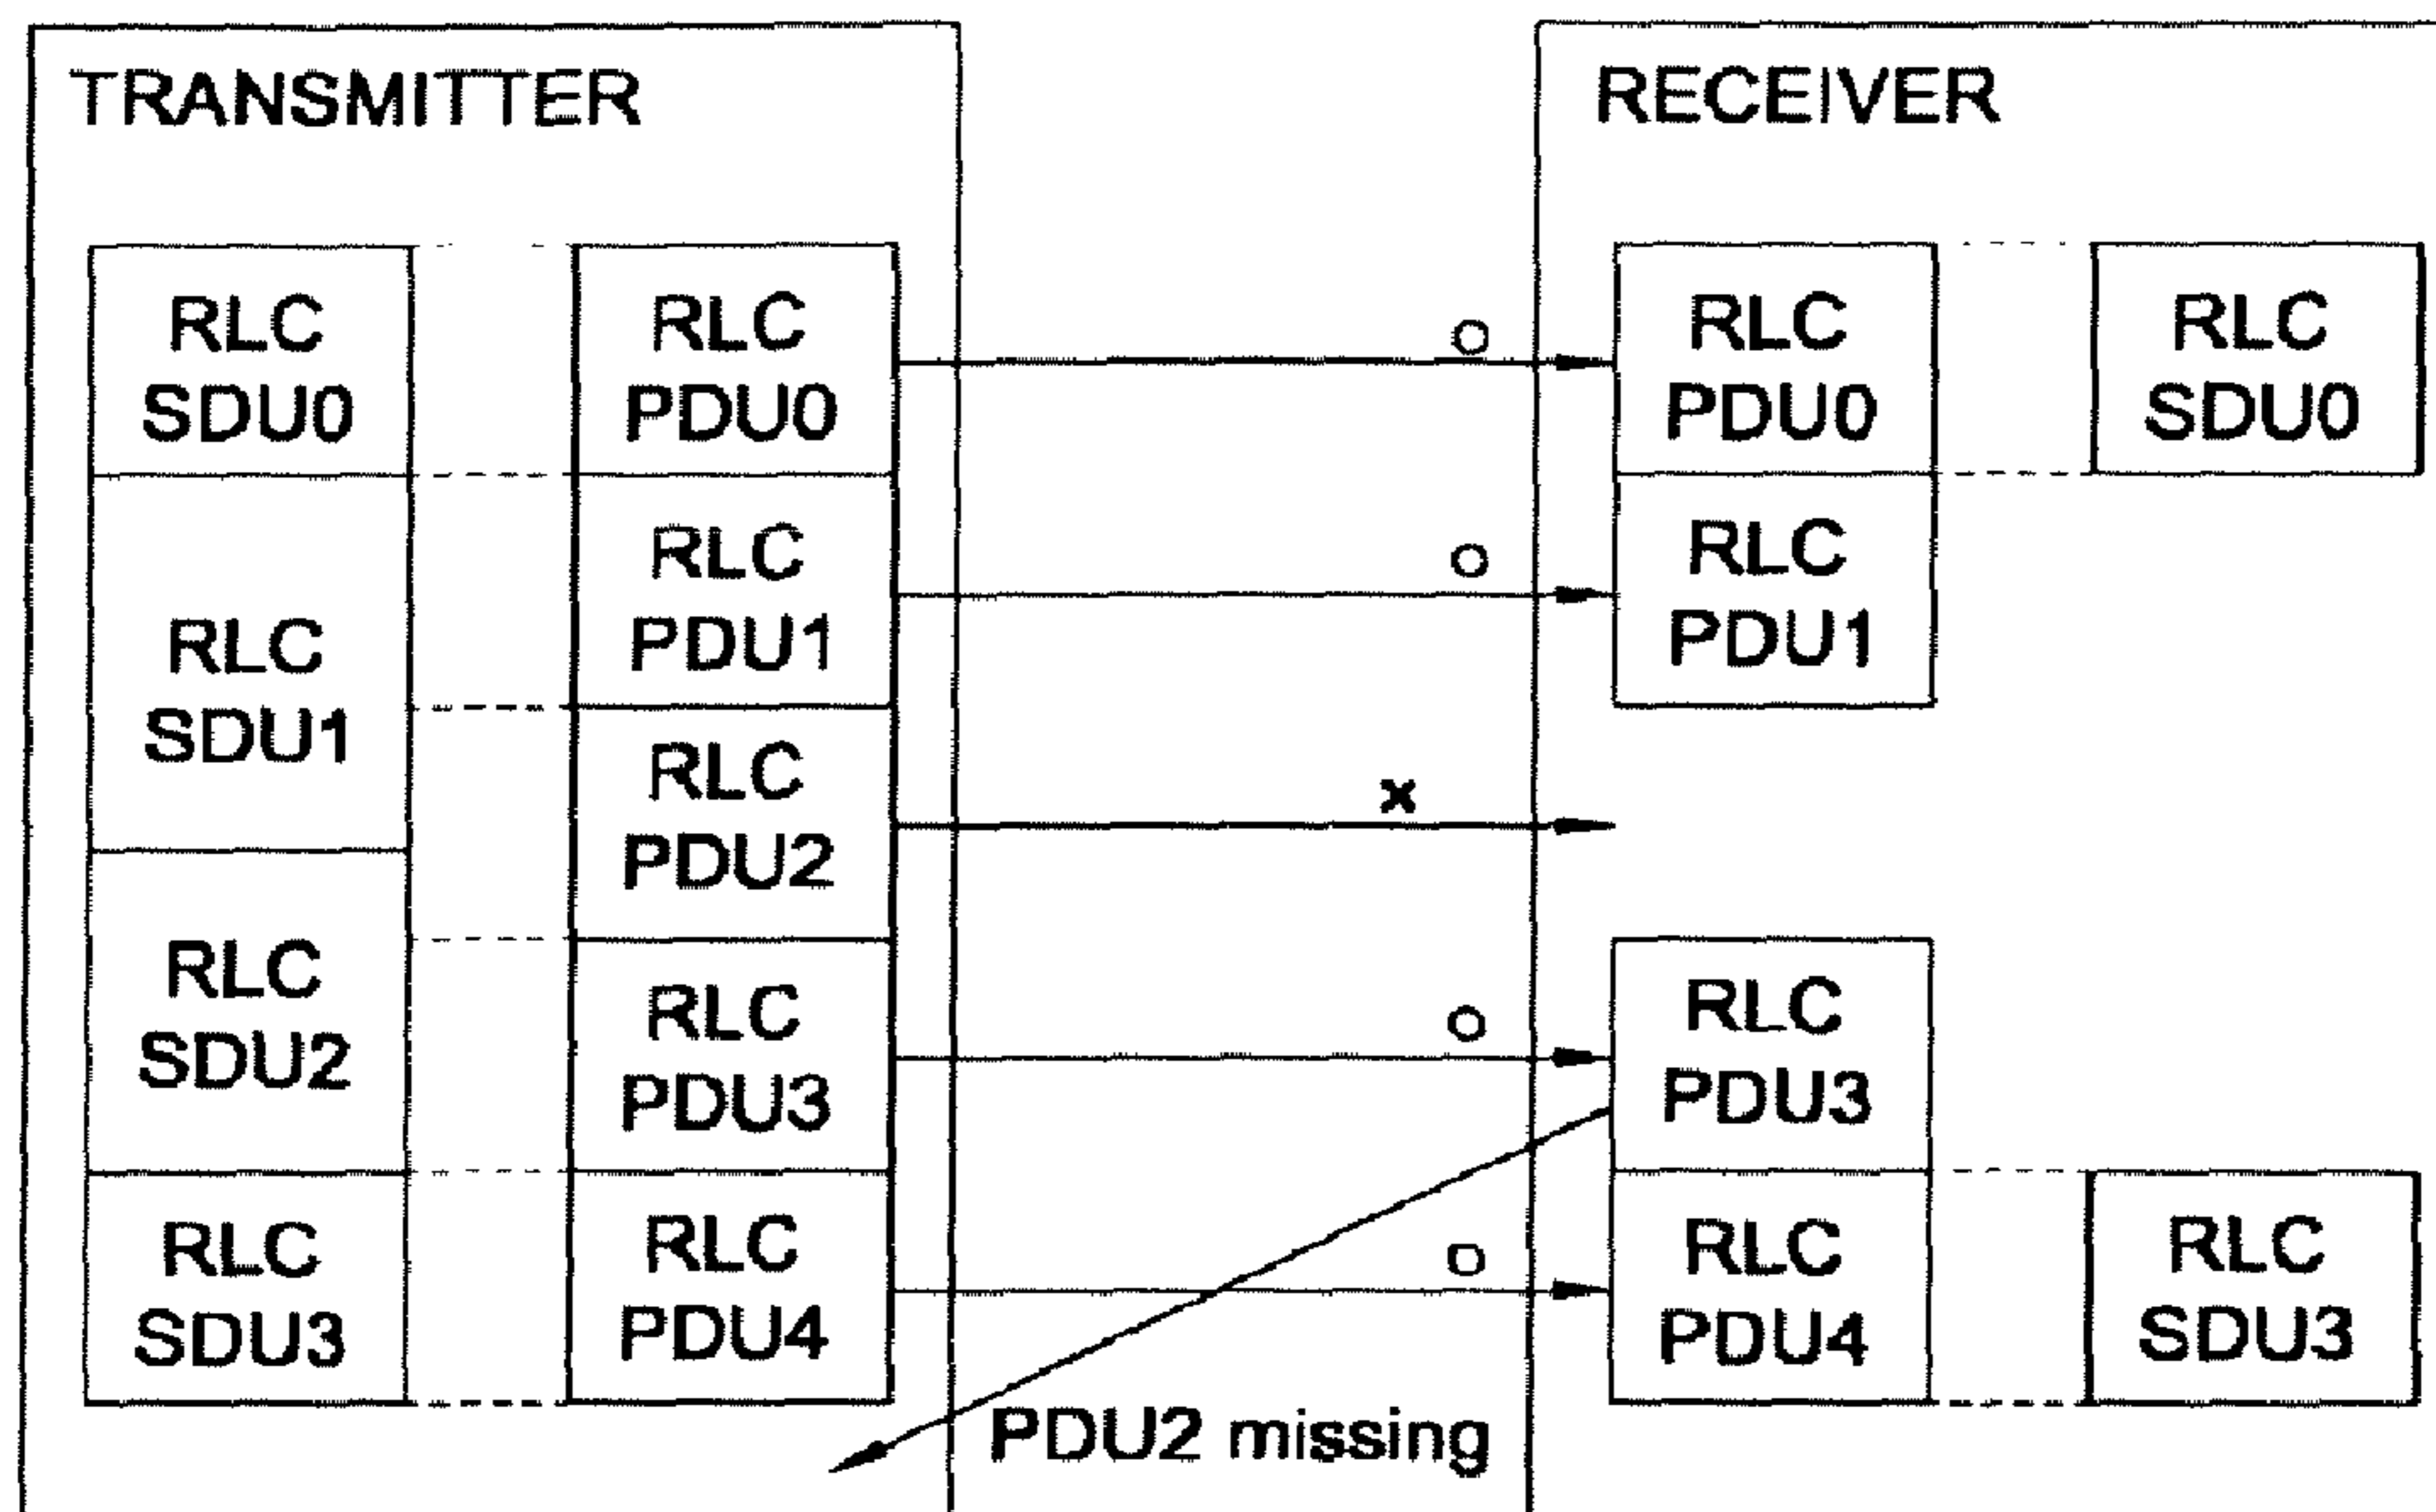 TRANSMITTER
RLC
SDU0
RLC
SDU1
RLC
SDU2
RLC
SDU3
RLC
PDU0
RLC
PDU1
RLC
PDU2
RLC
PDU3
RLC
PDU4
o
o
x
o
o
PDU2 missing
RECEIVER
RLC
PDU0
RLC
PDU1
RLC
PDU3
RLC
PDU4
RLC
SDU0
RLC
SDU3